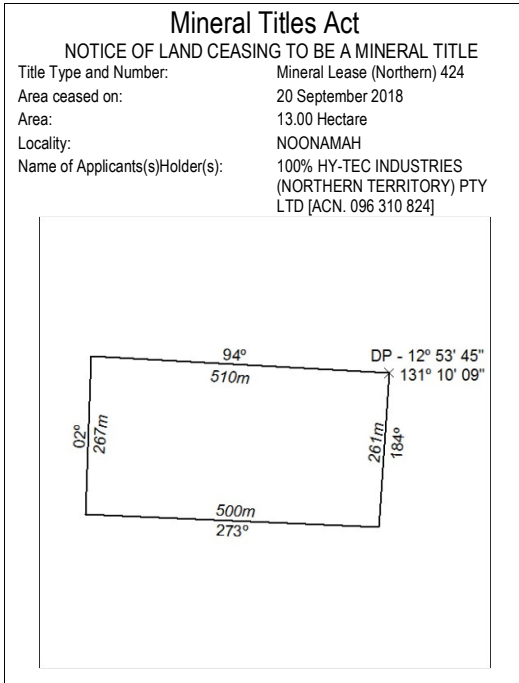 Mineral Titles Act
NOTICE OF LAND CEASING TO BE A MINERAL TITLE
Title Type and Number: Mineral Lease (Northern) 424
Area ceased on: 20 September 2018
Area: 13.00 Hectare
Locality: NOONAMAH
Name of Applicants(s)Holder(s): 100% HY-TEC INDUSTRIES
(NORTHERN TERRITORY) PTY
LTD [ACN. 096 310 824]
94º
510m
DP - 12º 53' 45"
131º 10' 09"
02º
267m
261m
184º
500m
273º